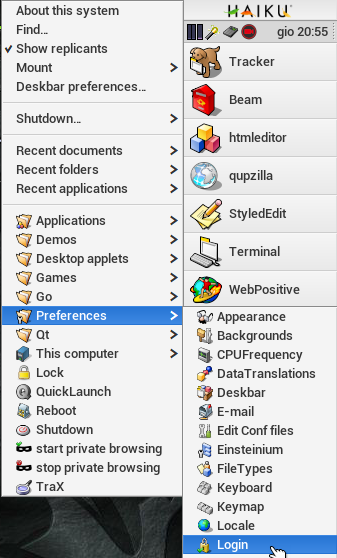 About this system
Find...
Show replicants
Mount
Deskbar preferences...
Shutdown...
Recent documents
Recent folders
Recent applications
Applications
Demos
Desktop applets
Games
Go
Preferences
Qt
This computer
Lock
QuickLaunch
Reboot
Shutdown
start private browsing
stop private browsing
TraX
HAIKU
gio 20:55
Tracker
Beam
htmleditor
qupzilla
StyledEdit
Terminal
WebPositive
Appearance
Backgrounds
CPUFrequency
DataTranslations
Deskbar
E-mail
Edit Conf files
Einsteinium
FileTypes
Keyboard
Keymap
Locale
Login